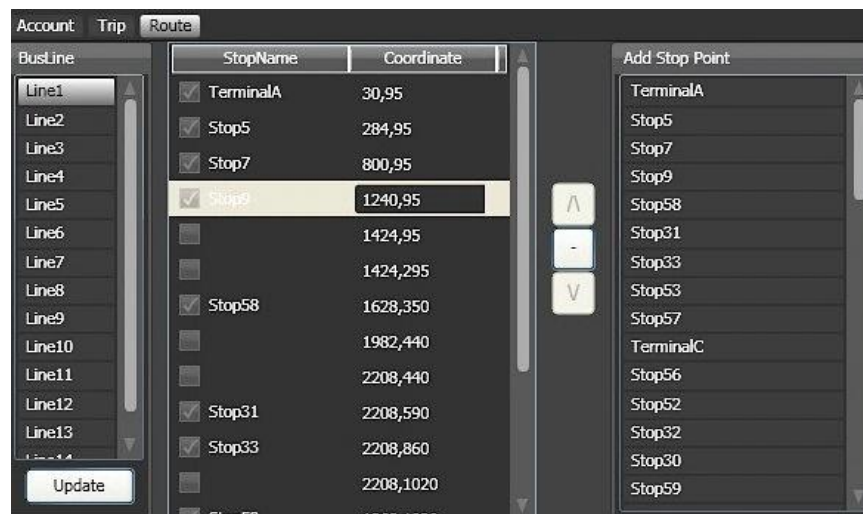 Account Trip Route
BusLine
Line1
Line2
Line3
Line4
Line5
Line6
Line7
Line8
Line9
Line10
Line11
Line12
Line13
Update
StopName Coordinate
TerminalA 30,95
Stop5 284,95
Stop7 800,95
Stop9 1240,95
1424,95
1424,295
Stop58 1628,350
1982,440
2208,440
Stop31 2208,590
Stop33 2208,860
2208,1020
/\
-
V
Add Stop Point
TerminalA
Stop5
Stop7
Stop9
Stop58
Stop31
Stop33
Stop53
Stop57
TerminalC
Stop56
Stop52
Stop32
Stop30
Stop59